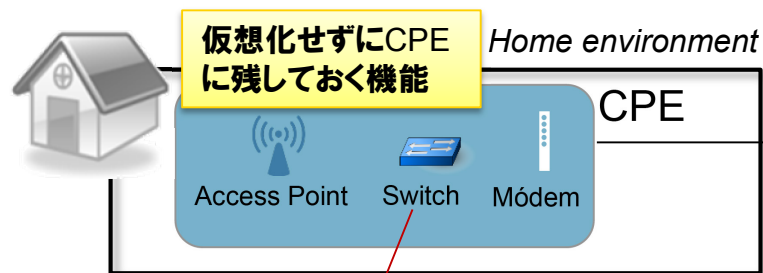 仮想化せずにCPE
に残しておく機能
Home environment
CPE
Access Point
Switch
Módem